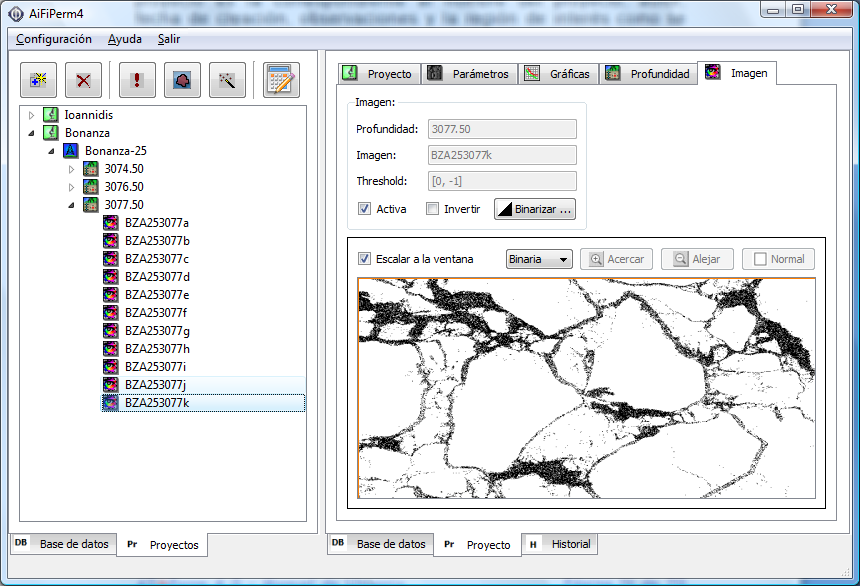 AiFiPerm4
Configuración Ayuda Salir
Proyecto Parámetros Gráficas Profundidad Imagen
Ioannidis
Bonanza
Bonanza-25
3074.50
3076.50
3077.50
BZA253077a
BZA253077b
BZA253077c
BZA253077d
BZA253077e
BZA253077f
BZA253077g
BZA253077h
BZA253077i
BZA253077j
BZA253077k
Imagen:
Profundidad: 3077.50
Imagen: BZA253077k
Threshold: [0, -1]
Activa Invertir Binarizar ...
Escalar a la ventana Binaria Acercar Alejar Normal
DB Base de datos Pr Proyectos
DB Base de datos Pr Proyecto H Historial